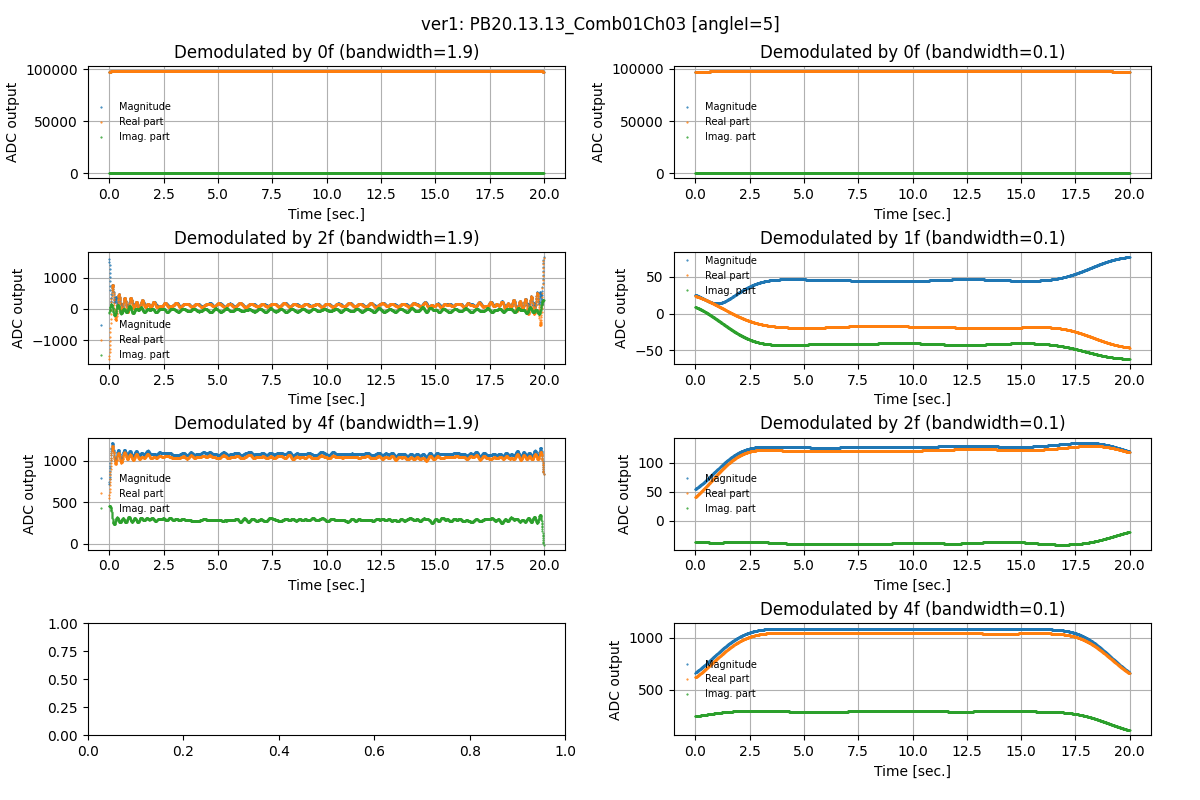 ver1: PB20.13.13_Comb01Ch03 [angleI=5]
Demodulated by 0f (bandwidth=1.9)
100000
50000
0
ADC output
Magnitude
Real part
Imag. part
0.0 2.5 5.0 7.5 10.0 12.5 15.0 17.5 20.0
Time [sec.]
Demodulated by 0f (bandwidth=0.1)
100000
50000
0
ADC output
Magnitude
Real part
Imag. part
0.0 2.5 5.0 7.5 10.0 12.5 15.0 17.5 20.0
Time [sec.]
Demodulated by 2f (bandwidth=1.9)
1000
0
−1000
ADC output
Magnitude
Real part
Imag. part
0.0 2.5 5.0 7.5 10.0 12.5 15.0 17.5 20.0
Time [sec.]
Demodulated by 1f (bandwidth=0.1)
50
0
−50
ADC output
Magnitude
Real part
Imag. part
0.0 2.5 5.0 7.5 10.0 12.5 15.0 17.5 20.0
Time [sec.]
Demodulated by 4f (bandwidth=1.9)
1000
500
0
ADC output
Magnitude
Real part
Imag. part
0.0 2.5 5.0 7.5 10.0 12.5 15.0 17.5 20.0
Time [sec.]
Demodulated by 2f (bandwidth=0.1)
100
50
0
ADC output
Magnitude
Real part
Imag. part
0.0 2.5 5.0 7.5 10.0 12.5 15.0 17.5 20.0
Time [sec.]
1.00
0.75
0.50
0.25
0.00
0.0 0.2 0.4 0.6 0.8 1.0
Demodulated by 4f (bandwidth=0.1)
1000
500
ADC output
Magnitude
Real part
Imag. part
0.0 2.5 5.0 7.5 10.0 12.5 15.0 17.5 20.0
Time [sec.]